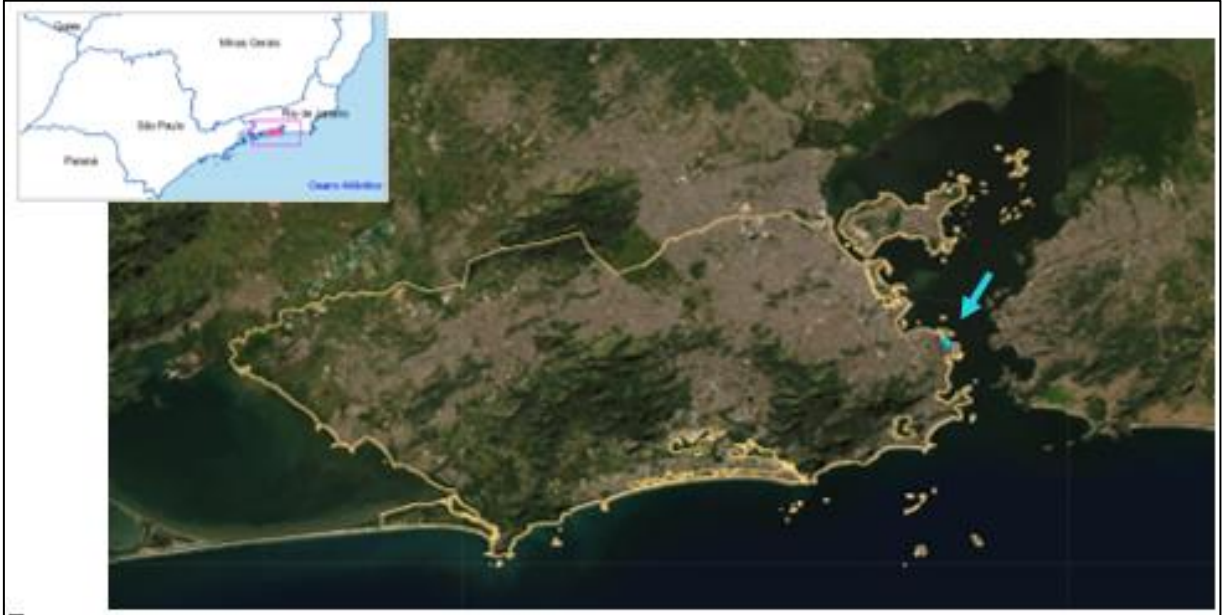 Goiás
Minas Gerais
Rio de Janeiro
São Paulo
Paraná
Oceano Atlântico